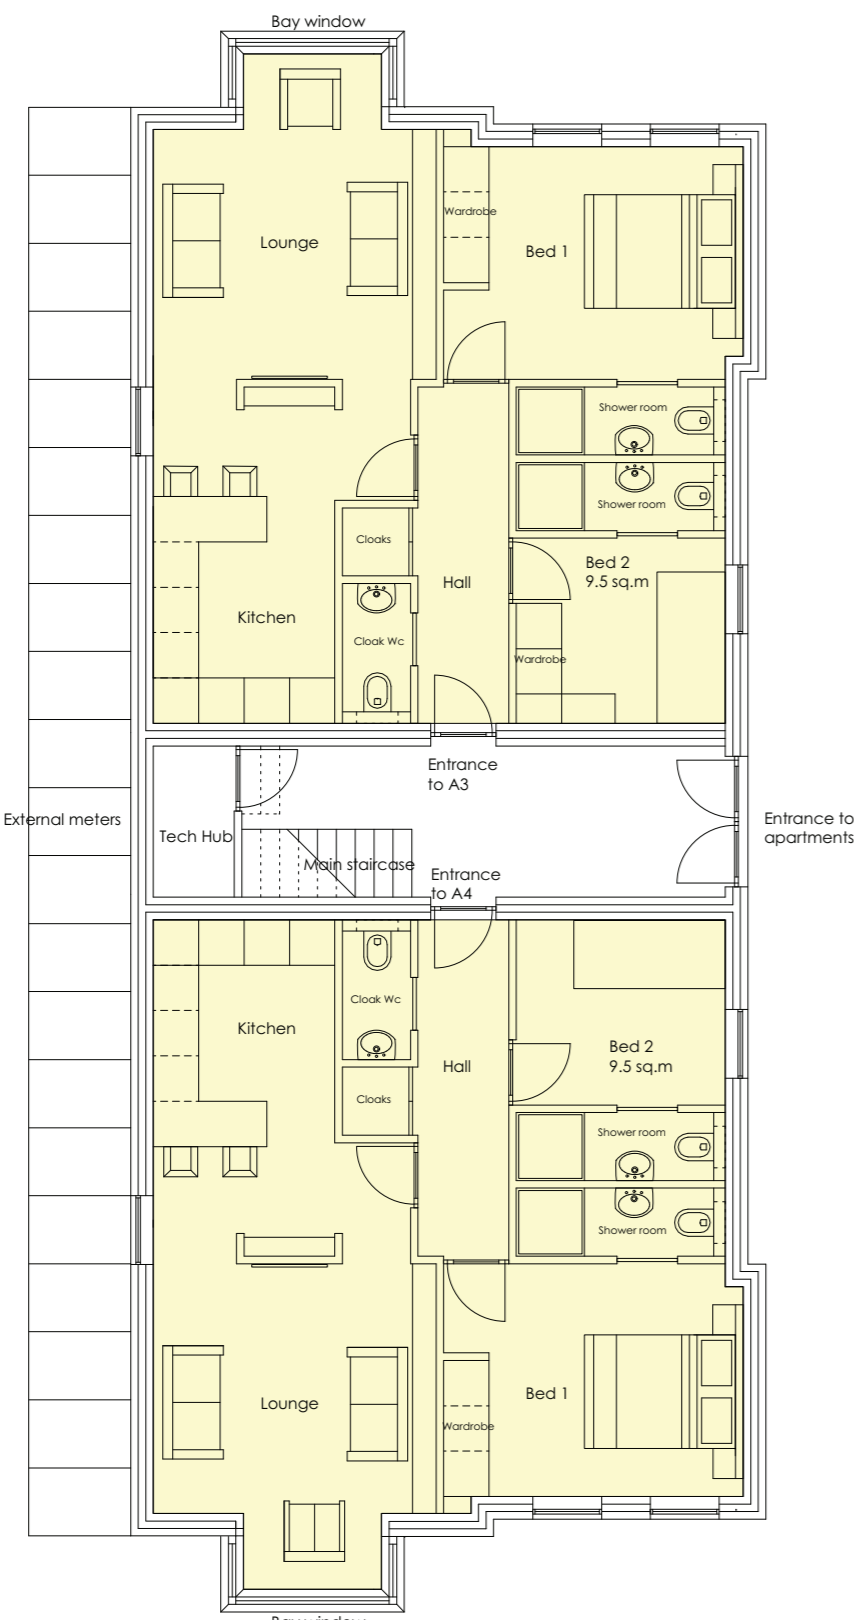 Bay window
Wardrobe
Lounge
Bed 1
Shower room
Shower room
Cloaks
Bed 2
9.5 sq.m
Hall
Kitchen
Cloak Wc
Wardrobe
Entrance
to A3
External meters
Entrance to
apartments
Tech Hub
Main staircase
Entrance
to A4
Cloak Wc
Kitchen
Bed 2
9.5 sq.m
Hall
Cloaks
Shower room
Shower room
Bed 1
Lounge
Wardrobe
Bay window